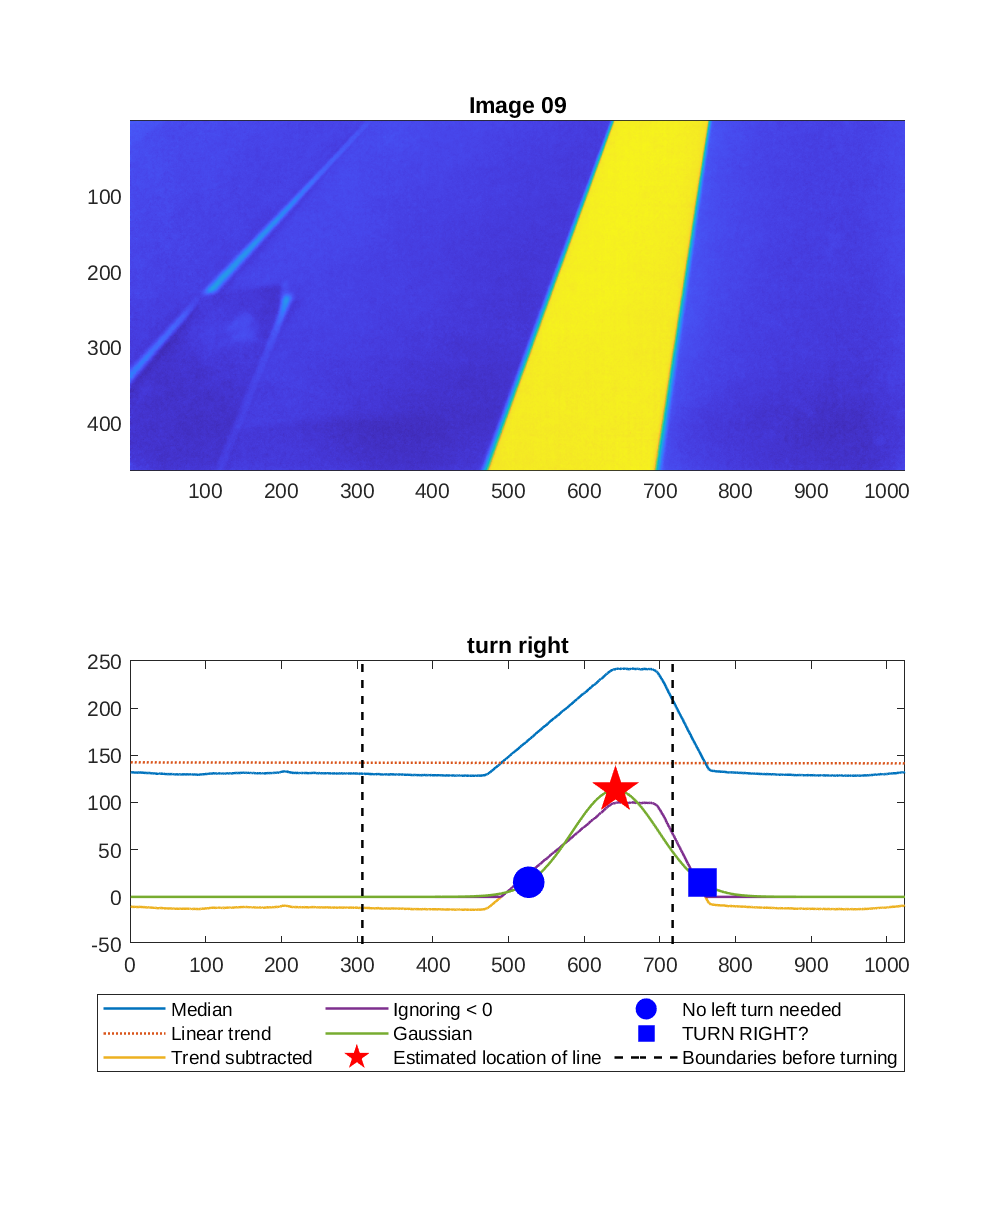 Image 09
100
200
300
400
100 200 300 400 500 600 700 800 900 1000
turn right
250
200
150
100
50
0
-50
0 100 200 300 400 500 600 700 800 900 1000
Median Ignoring < 0 No left turn needed
Linear trend Gaussian TURN RIGHT?
Trend subtracted Estimated location of line Boundaries before turning